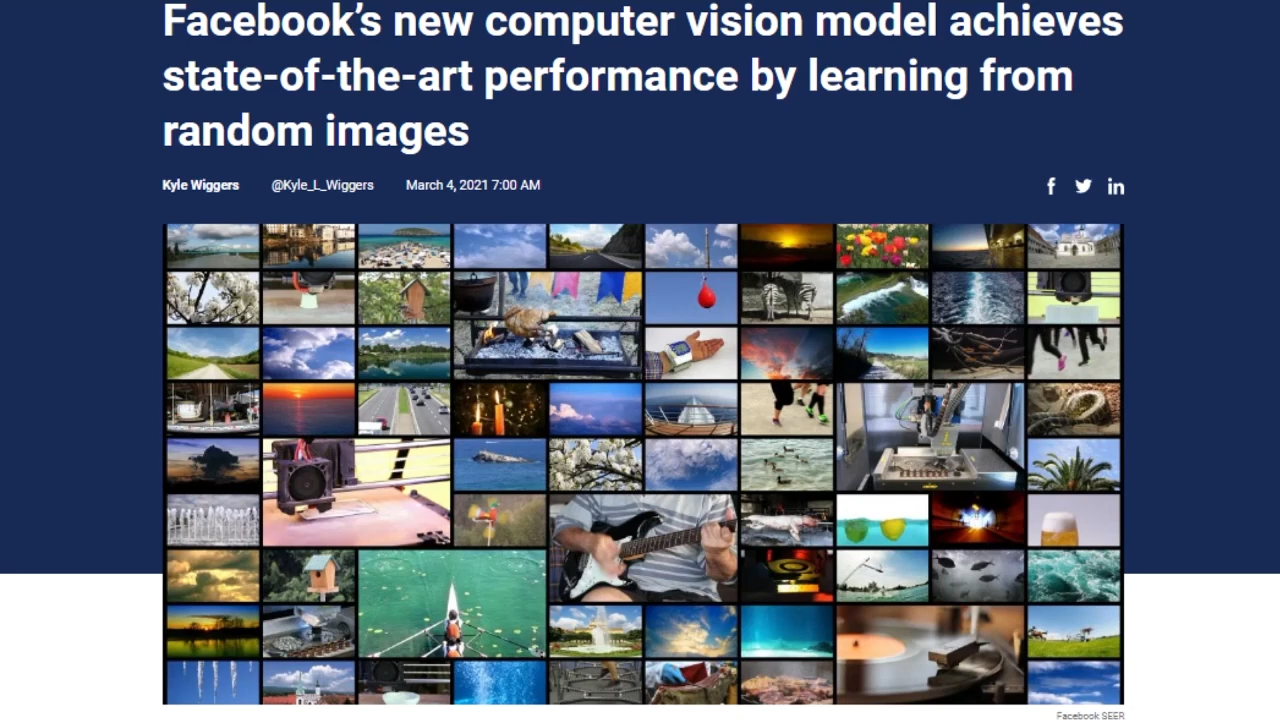 Facebook’s new computer vision model achieves
state-of-the-art performance by learning from
random images
Kyle Wiggers @Kyle_L_Wiggers March 4, 2021 7:00 AM
Facebook SEER